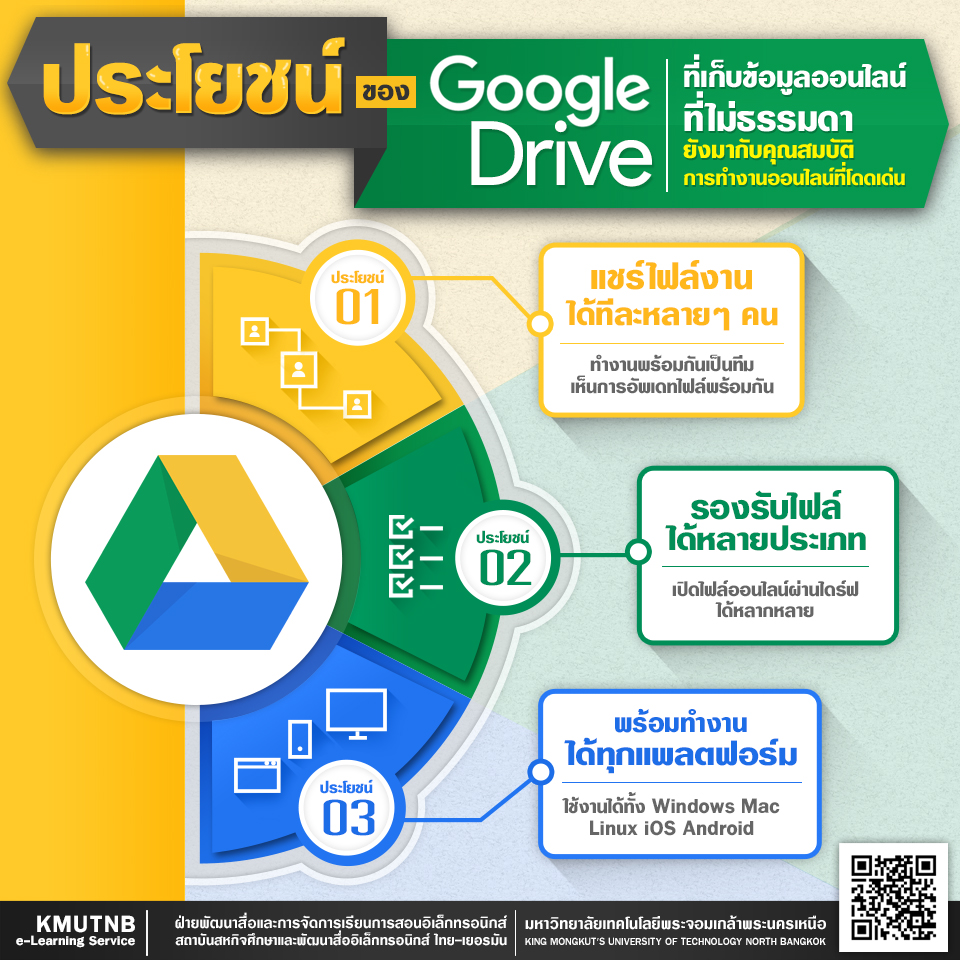 ประโยชน์
ของ
Google
Drive
ที่เก็บข้อมูลออนไลน์
ที่ไม่ธรรมดา
ยังมากับคุณสมบัติ
การทำงานออนไลน์ที่โดดเด่น
ประโยชน์
01
แชร์ไฟล์งาน
ได้ทีละหลายๆ คน
ทำงานพร้อมกันเป็นทีม
เห็นการอัพเดทไฟล์พร้อมกัน
ประโยชน์
02
รองรับไฟล์
ได้หลายประเภท
เปิดไฟล์ออนไลน์ผ่านไดร์ฟ
ได้หลากหลาย
ประโยชน์
03
พร้อมทำงาน
ได้ทุกแพลตฟอร์ม
ใช้งานได้ทั้ง Windows Mac
Linux iOS Android
KMUTNB
e-Learning Service
ฝ่ายพัฒนาสื่อและการจัดการเรียนการสอนอิเล็กทรอนิกส์
สถาบันสหกิจศึกษาและพัฒนาสื่ออิเล็กทรอนิกส์ ไทย-เยอรมัน
มหาวิทยาลัยเทคโนโลยีพระจอมเกล้าพระนครเหนือ
KING MONGKUT'S UNIVERSITY OF TECHNOLOGY NORTH BANGKOK